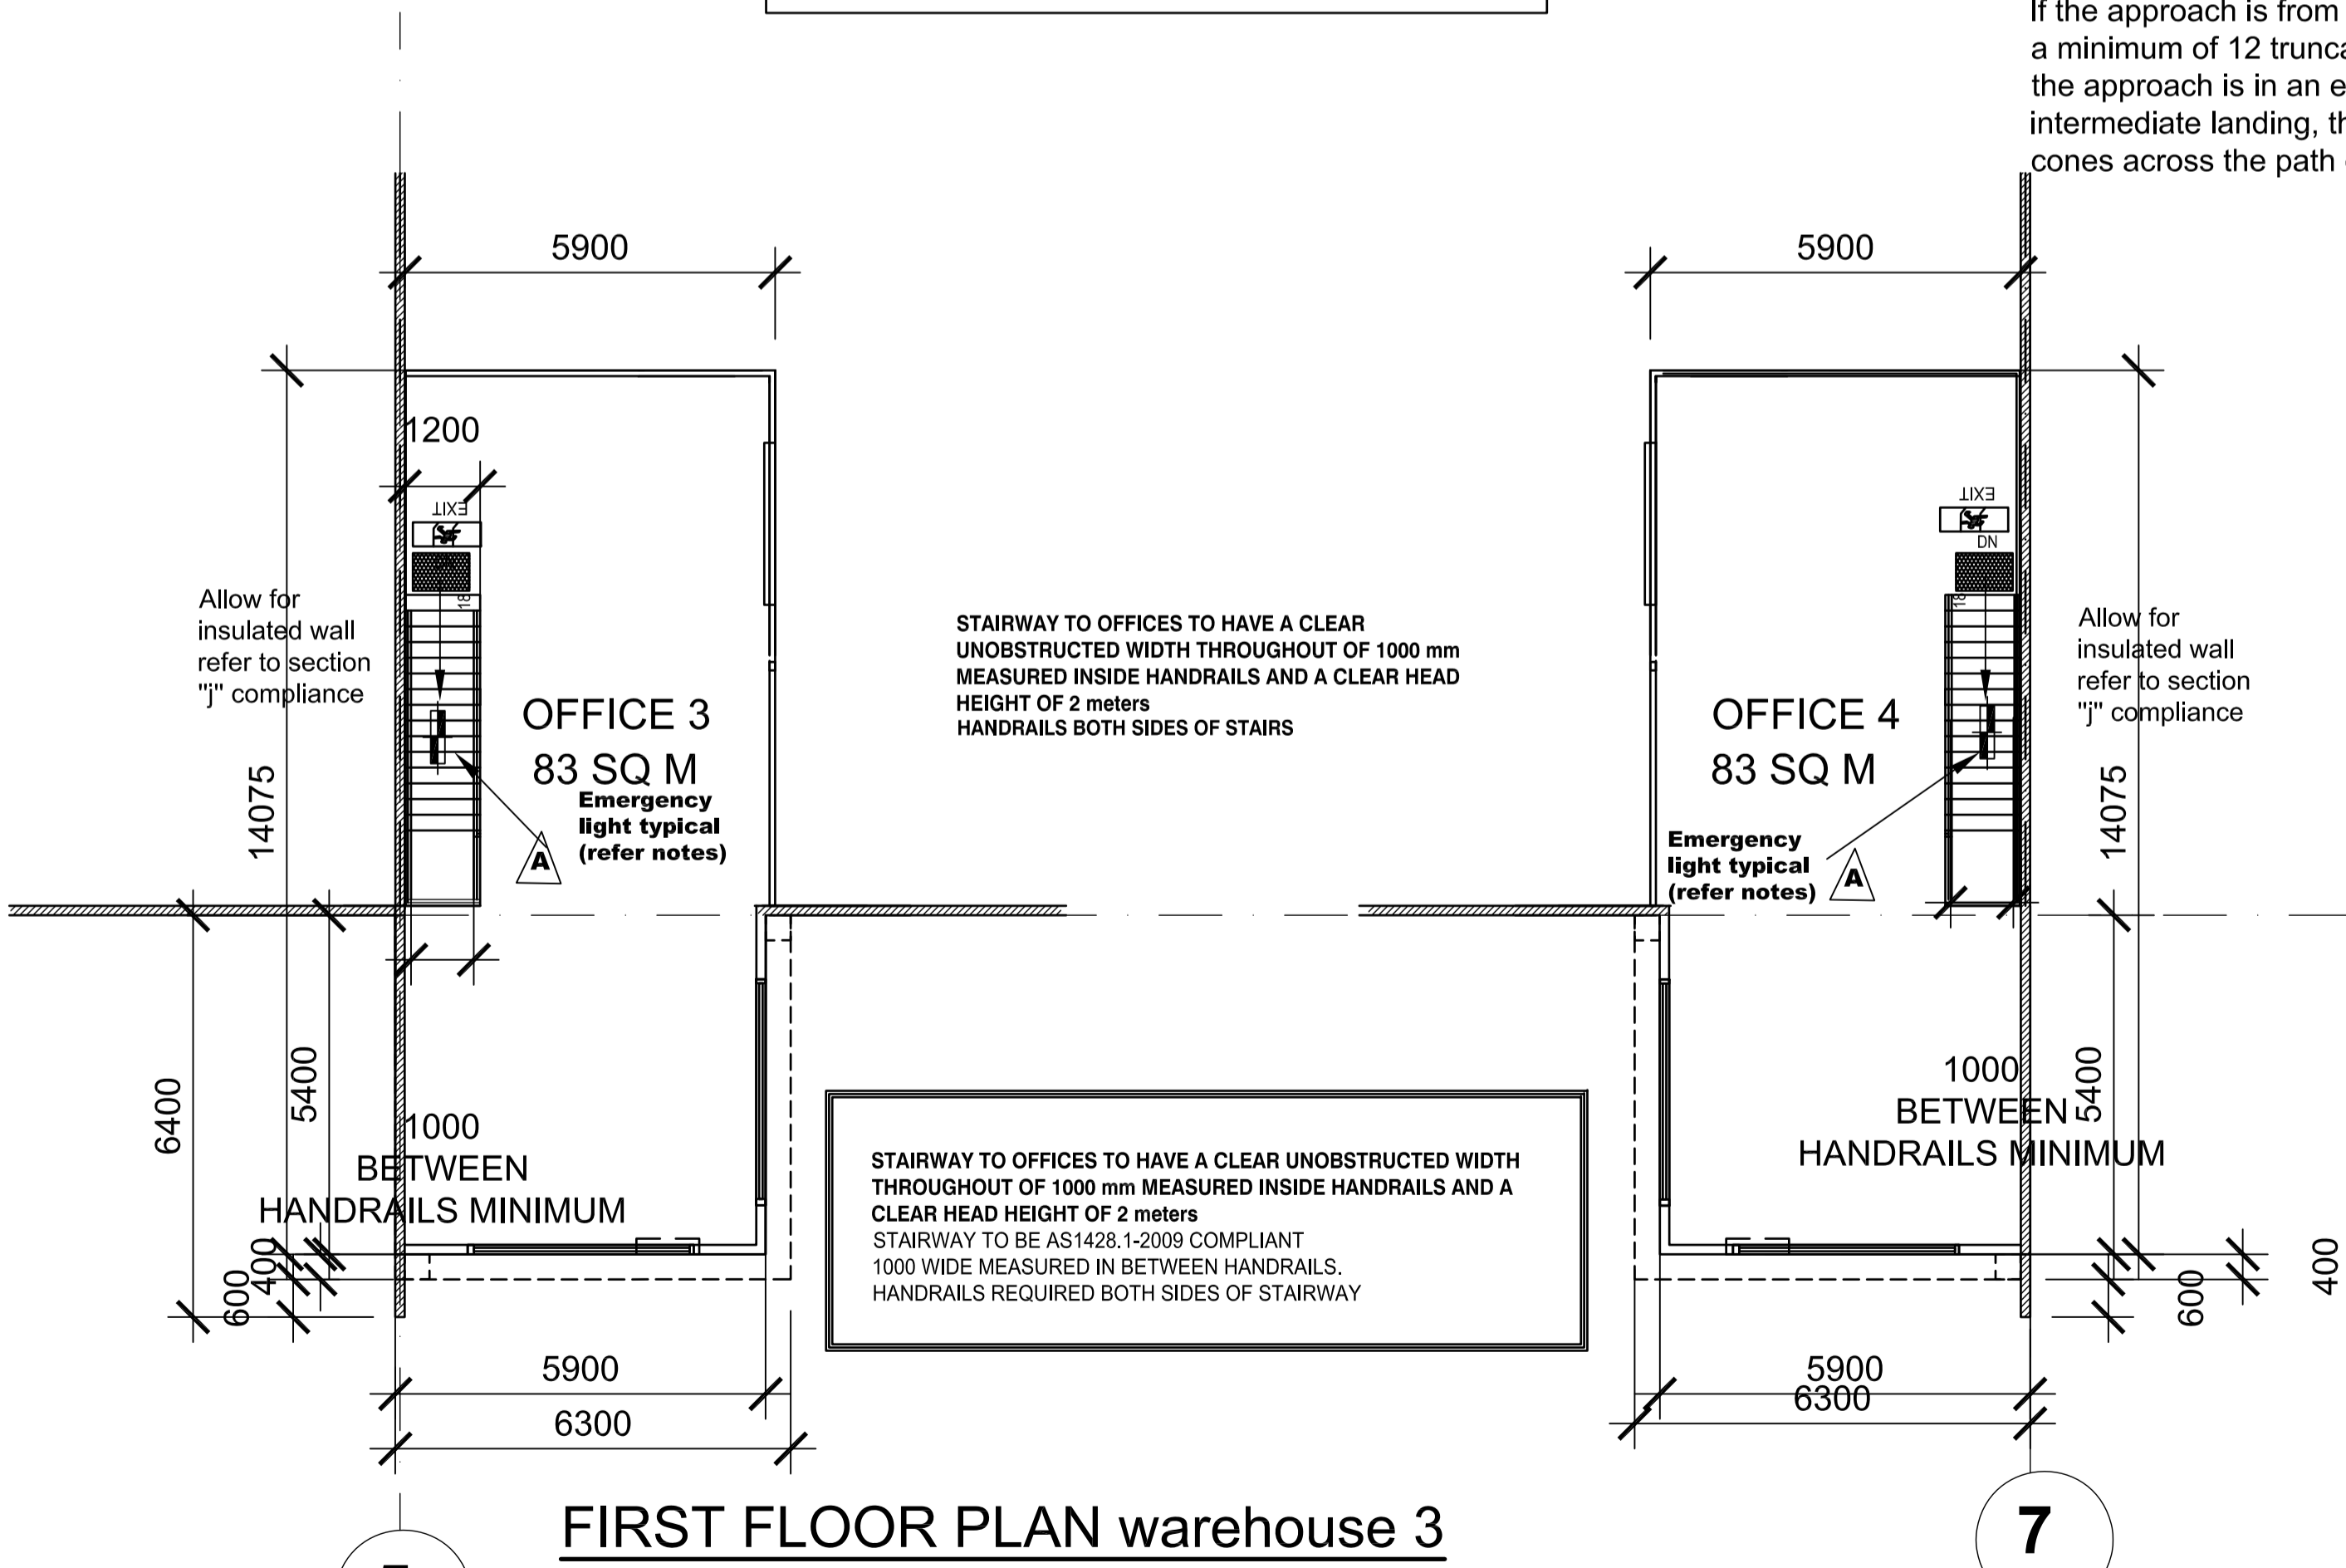 If the approach is from
a minimum of 12 trunca
the approach is in an e
intermediate landing, th
cones across the path
5900
5900
1200
EXIT
EXIT
DN
18
18
Allow for
insulated wall
refer to section
"j" compliance
STAIRWAY TO OFFICES TO HAVE A CLEAR
UNOBSTRUCTED WIDTH THROUGHOUT OF 1000 mm
MEASURED INSIDE HANDRAILS AND A CLEAR HEAD
HEIGHT OF 2 meters
HANDRAILS BOTH SIDES OF STAIRS
Allow for
insulated wall
refer to section
"j" compliance
OFFICE 3
83 SQ M
Emergency
light typical
(refer notes)
A
OFFICE 4
83 SQ M
Emergency
light typical
(refer notes)
A
14075
14075
6400
5400
1000
BETWEEN
HANDRAILS MINIMUM
1000
BETWEEN
HANDRAILS MINIMUM
5400
STAIRWAY TO OFFICES TO HAVE A CLEAR UNOBSTRUCTED WIDTH
THROUGHOUT OF 1000 mm MEASURED INSIDE HANDRAILS AND A
CLEAR HEAD HEIGHT OF 2 meters
STAIRWAY TO BE AS1428.1-2009 COMPLIANT
1000 WIDE MEASURED IN BETWEEN HANDRAILS.
HANDRAILS REQUIRED BOTH SIDES OF STAIRWAY
600
400
600
400
5900
6300
5900
6300
FIRST FLOOR PLAN warehouse 3
7